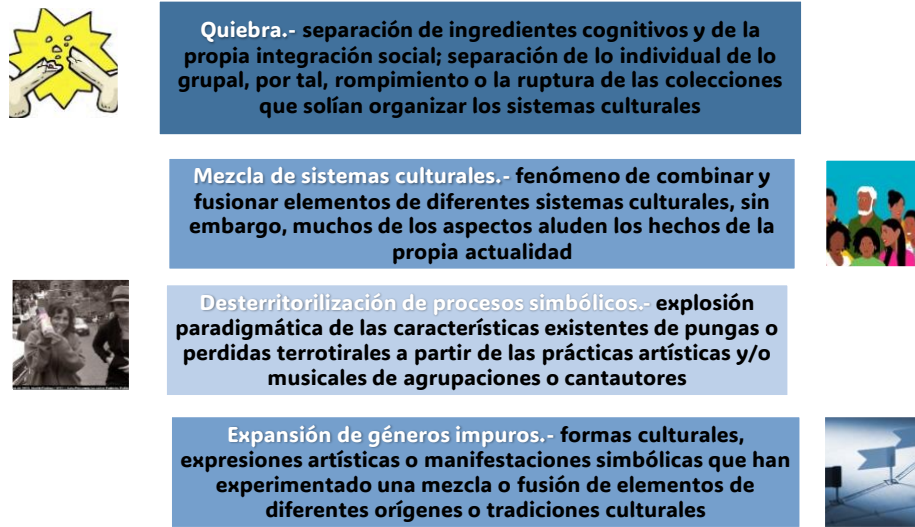 Quiebra.- separación de ingredientes cognitivos y de la
propia integración social; separación de lo individual de lo
grupal, por tal, rompimiento o la ruptura de las colecciones
que solían organizar los sistemas culturales
Mezcla de sistemas culturales.- fenómeno de combinar y
fusionar elementos de diferentes sistemas culturales, sin
embargo, muchos de los aspectos aluden los hechos de la
propia actualidad
Desterritorilización de procesos simbólicos.- explosión
paradigmática de las características existentes de pungas o
perdidas terrotirales a partir de las prácticas artísticas y/o
musicales de agrupaciones o cantautores
Expansión de géneros impuros.- formas culturales,
expresiones artísticas o manifestaciones simbólicas que han
experimentado una mezcla o fusión de elementos de
diferentes orígenes o tradiciones culturales